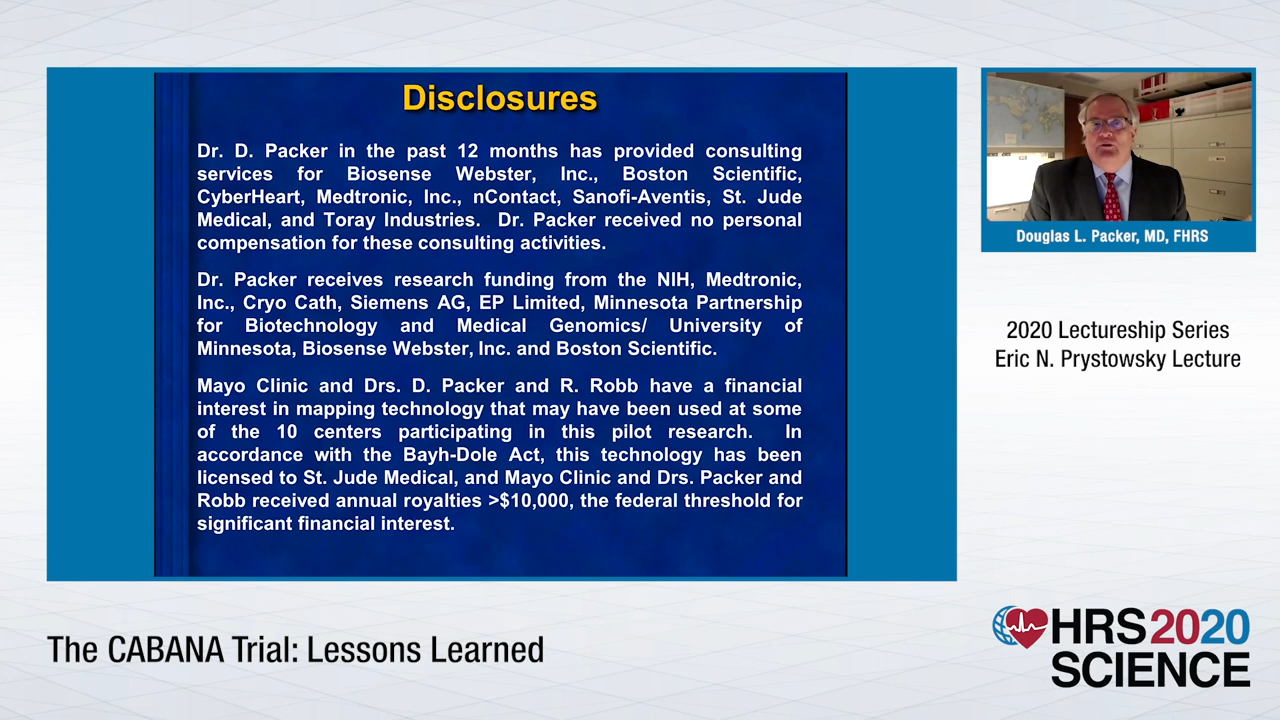 Disclosures
Dr. D. Packer in the past 12 months has provided consulting
services for Biosense Webster, Inc., Boston Scientific,
CyberHeart, Medtronic, Inc., nContact, Sanofi-Aventis, St. Jude
Medical, and Toray Industries. Dr. Packer received no personal
compensation for these consulting activities.
Dr. Packer receives research funding from the NIH, Medtronic,
Inc., Cryo Cath, Siemens AG, EP Limited, Minnesota Partnership
for Biotechnology and Medical Genomics/ University of
Minnesota, Biosense Webster, Inc. and Boston Scientific.
Mayo Clinic and Drs. D. Packer and R. Robb have a financial
interest in mapping technology that may have been used at some
of the 10 centers participating in this pilot research. In
accordance with the Bayh-Dole Act, this technology has been
licensed to St. Jude Medical, and Mayo Clinic and Drs. Packer and
Robb received annual royalties >$10,000, the federal threshold for
significant financial interest.
Douglas L. Packer, MD, FHRS
2020 Lectureship Series
Eric N. Prystowsky Lecture
The CABANA Trial: Lessons Learned
HRS2020
SCIENCE